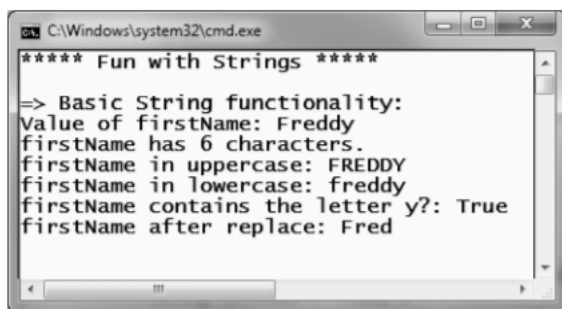 C:\Windows\system32\cmd.exe
***** Fun with Strings *****
=> Basic String functionality:
Value of firstName: Freddy
firstName has 6 characters.
firstName in uppercase: FREDDY
firstName in lowercase: freddy
firstName contains the letter y?: True
firstName after replace: Fred